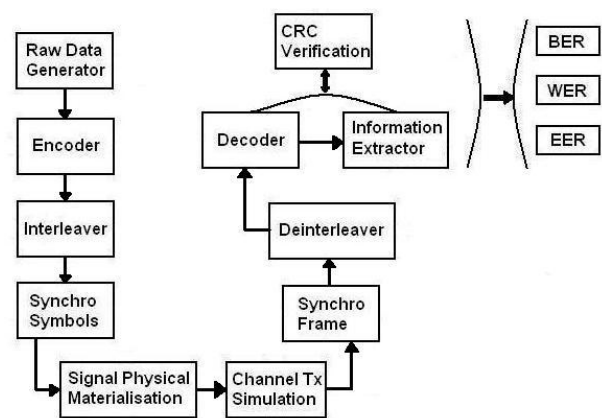 Raw Data
Generator
Encoder
Interleaver
Synchro
Symbols
Signal Physical
Materialisation
Channel Tx
Simulation
Synchro
Frame
Deinterleaver
Decoder
Information
Extractor
CRC
Verification
BER
WER
EER